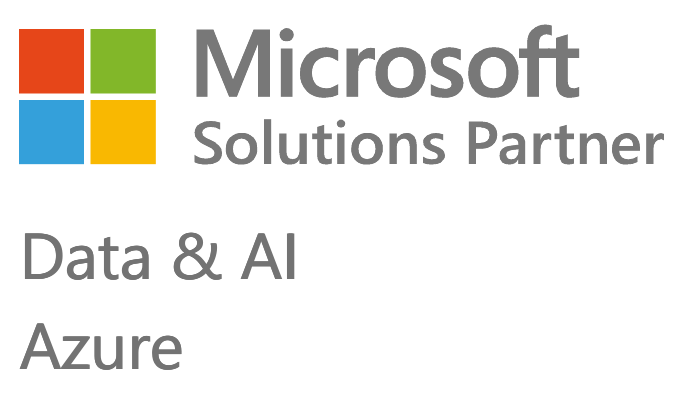 Microsoft
Solutions Partner
Data & AI
Azure